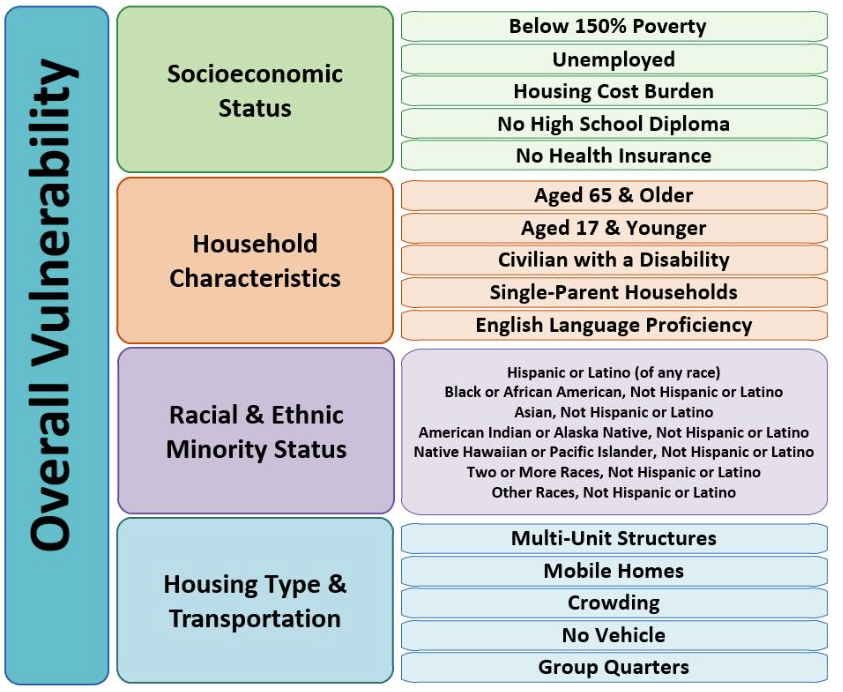 Overall Vulnerability
Socioeconomic
Status
Below 150% Poverty
Unemployed
Housing Cost Burden
No High School Diploma
No Health Insurance
Household
Characteristics
Aged 65 & Older
Aged 17 & Younger
Civilian with a Disability
Single-Parent Households
English Language Proficiency
Racial & Ethnic
Minority Status
Hispanic or Latino (of any race)
Black or African American, Not Hispanic or Latino
Asian, Not Hispanic or Latino
American Indian or Alaska Native, Not Hispanic or Latino
Native Hawaiian or Pacific Islander, Not Hispanic or Latino
Two or More Races, Not Hispanic or Latino
Other Races, Not Hispanic or Latino
Housing Type &
Transportation
Multi-Unit Structures
Mobile Homes
Crowding
No Vehicle
Group Quarters